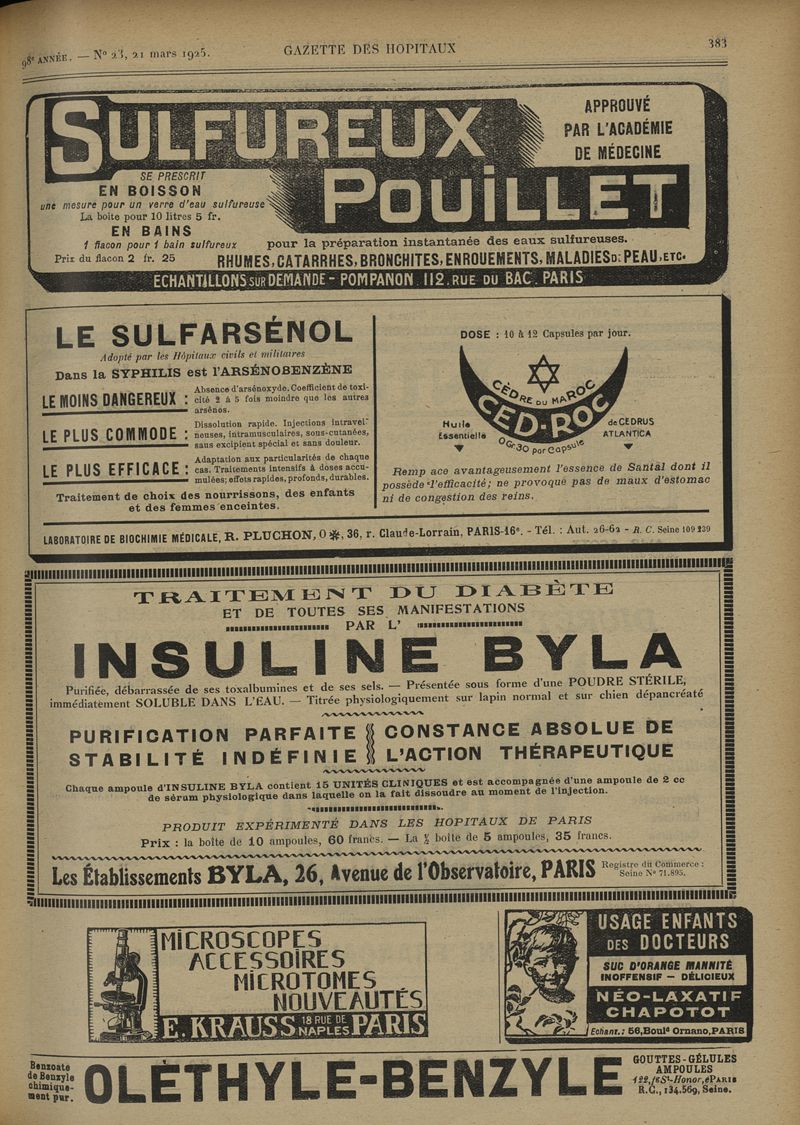 98e ANNÉE. — No 23, 21 mars 1925.
GAZETTE DES HOPITAUX
383
SULFUREUX
POUILLET
APPROUVÉ
PAR L'ACADÉMIE
DE MÉDECINE
SE PRESCRIT
EN BOISSON
une mesure pour un verre d'eau sulfureuse
La boite pour 10 litres 5 fr.
EN BAINS
1 flacon pour 1 bain sulfureux
Prix du flacon 2 fr. 25
pour la préparation instantanée des eaux sulfureuses.
RHUMES, CATARRHES, BRONCHITES, ENROUEMENTS, MALADIES DE PEAU, ETC.
ECHANTILLONS SUR DEMANDE - POMPANON. 112. RUE DU BAC. PARIS
LE SULFARSÉNOL
Adopté par les Hôpitaux civils et militaires
Dans la SYPHILIS est l'ARSÉNOBENZÈNE
LE MOINS DANGEREUX :
Absence d'arsénoxyde. Coefficient de toxi-
cité 2 à 5 fois moindre que les autres
arsénos.
LE PLUS COMMODE :
Dissolution rapide. Injections intravei-
neuses, intramusculaires, sous-cutanées,
sans excipient spécial et sans douleur.
LE PLUS EFFICACE :
Adaptation aux particularités de chaque
cas. Traitements intensifs à doses accu-
mulées; effets rapides, profonds, durables.
Traitement de choix des nourrissons, des enfants
et des femmes enceintes.
DOSE : 10 à 12 Capsules par jour.
CÈDRE DU MAROC
CED-ROC
0Gr.30 par Capsule
Huile
Essentielle
de CEDRUS
ATLANTICA
Remp ace avantageusement l'essence de Santal dont il
possède l'efficacité; ne provoque pas de maux d'estomac
ni de congestion des reins.
LABORATOIRE DE BIOCHIMIE MÉDICALE, R. PLUCHON, O ✱, 36, r. Claude-Lorrain, PARIS-16e. - Tél. : Aut. 26-62 - R. C. Seine 109 239
TRAITEMENT DU DIABÈTE
ET DE TOUTES SES MANIFESTATIONS
PAR L'
INSULINE BYLA
Purifiée, débarrassée de ses toxalbumines et de ses sels. — Présentée sous forme d'une POUDRE STÉRILE,
immédiatement SOLUBLE DANS L'EAU. — Titrée physiologiquement sur lapin normal et sur chien dépancréaté
PURIFICATION PARFAITE
STABILITÉ INDÉFINIE
CONSTANCE ABSOLUE DE
L'ACTION THÉRAPEUTIQUE
Chaque ampoule d'INSULINE BYLA contient 15 UNITÉS CLINIQUES et est accompagnée d'une ampoule de 2 cc
de sérum physiologique dans laquelle on la fait dissoudre au moment de l'injection.
PRODUIT EXPÉRIMENTÉ DANS LES HOPITAUX DE PARIS
Prix : la boîte de 10 ampoules, 60 francs. — La ½ boîte de 5 ampoules, 35 francs.
Les Établissements BYLA, 26, Avenue de l'Observatoire, PARIS
Registre du Commerce :
Seine No 71.895.
MICROSCOPES
ACCESSOIRES
MICROTOMES
NOUVEAUTÉS
E. KRAUSS 18 RUE DE NAPLES PARIS
USAGE ENFANTS
DES DOCTEURS
SUC D'ORANGE MANNITÉ
INOFFENSIF — DÉLICIEUX
NÉO-LAXATIF
CHAPOTOT
Echant.: 56, Bould Ornano, PARIS
Benzoate
de Benzyle
chimique-
ment pur.
OLÉTHYLE-BENZYLE
GOUTTES-GÉLULES
AMPOULES
122, fg St-Honoré, PARIS
R.C., 134.569, Seine.